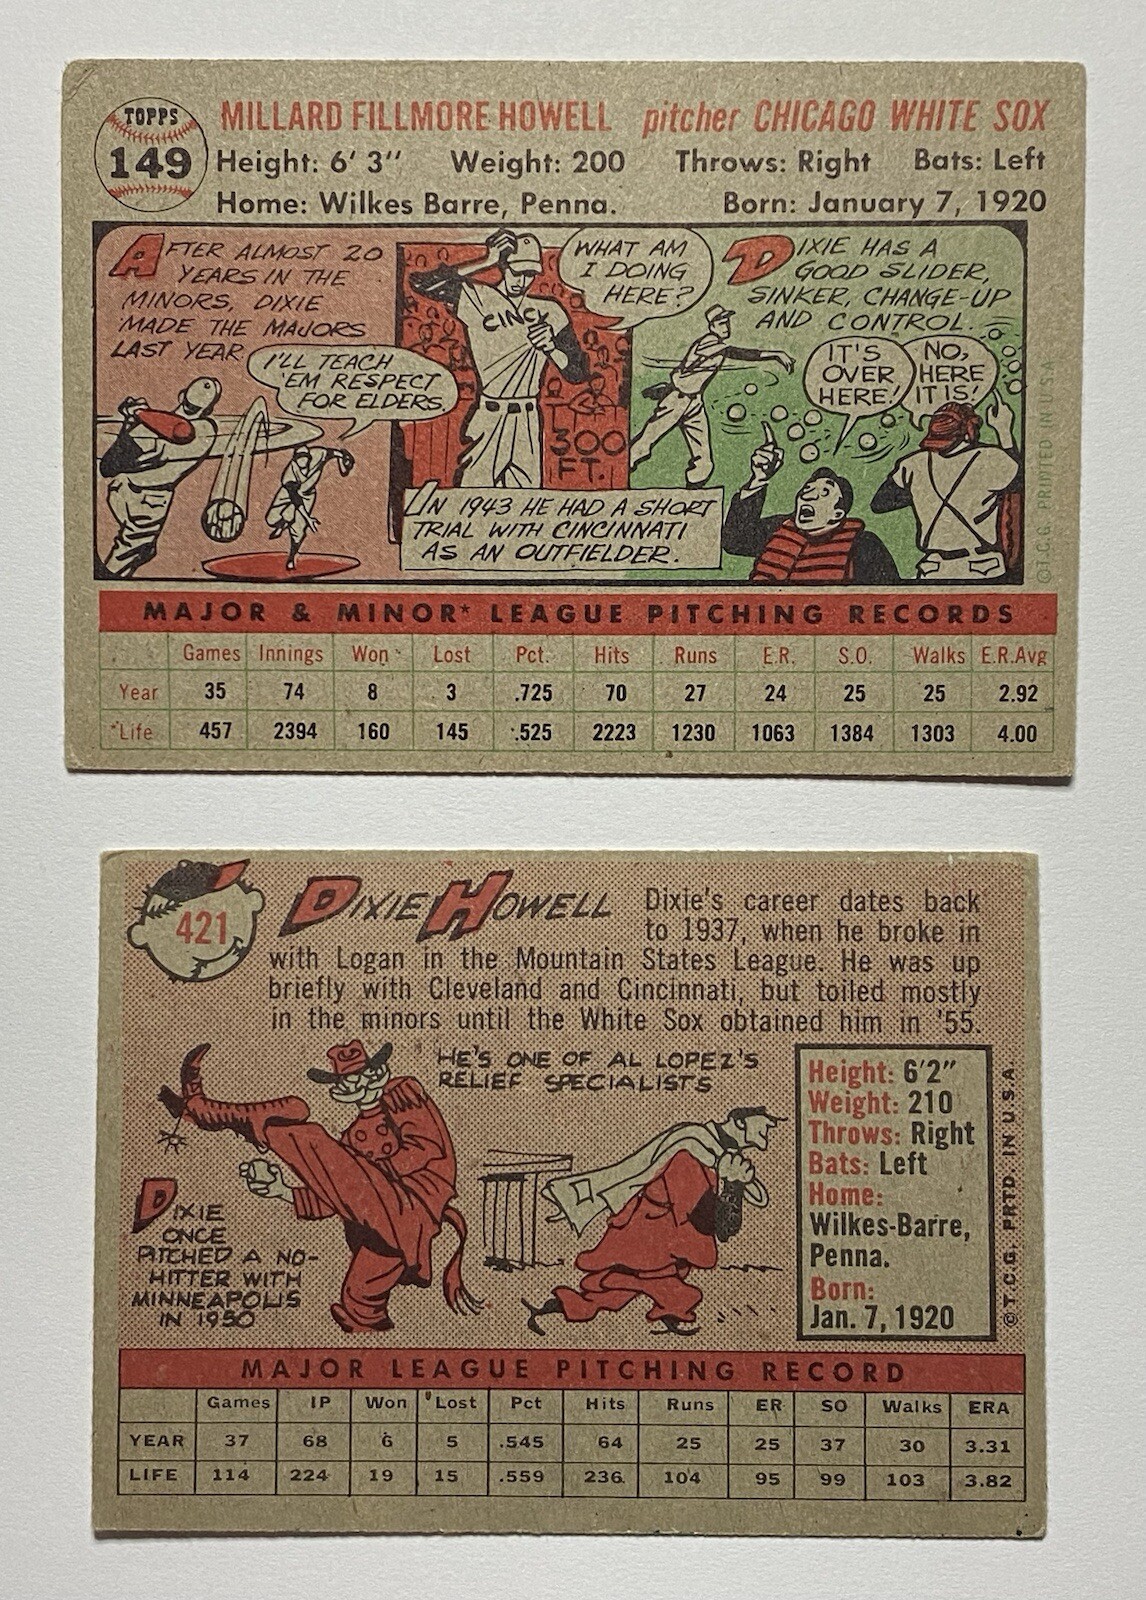 TOPPS
149
MILLARD FILLMORE HOWELL pitcher CHICAGO WHITE SOX
Height: 6' 3" Weight: 200 Throws: Right Bats: Left
Home: Wilkes Barre, Penna. Born: January 7, 1920
AFTER ALMOST 20
YEARS IN THE
MINORS, DIXIE
MADE THE MAJORS
LAST YEAR.
I'LL TEACH
'EM RESPECT
FOR ELDERS.
CINCY
WHAT AM
I DOING
HERE?
300
FT.
IN 1943 HE HAD A SHORT
TRIAL WITH CINCINNATI
AS AN OUTFIELDER.
DIXIE HAS A
GOOD SLIDER,
SINKER, CHANGE-UP
AND CONTROL.
IT'S
OVER
HERE!
NO,
HERE
IT IS!
©T.C.G. PRINTED IN U.S.A.
MAJOR & MINOR* LEAGUE PITCHING RECORDS
Games Innings Won Lost Pct. Hits Runs E.R. S.O. Walks E.R.Avg
Year 35 74 8 3 .725 70 27 24 25 25 2.92
*Life 457 2394 160 145 .525 2223 1230 1063 1384 1303 4.00
421
DIXIE HOWELL
Dixie's career dates back
to 1937, when he broke in
with Logan in the Mountain States League. He was up
briefly with Cleveland and Cincinnati, but toiled mostly
in the minors until the White Sox obtained him in '55.
HE'S ONE OF AL LOPEZ'S
RELIEF SPECIALISTS
DIXIE
ONCE
PITCHED A NO-
HITTER WITH
MINNEAPOLIS
IN 1950
Height: 6'2"
Weight: 210
Throws: Right
Bats: Left
Home:
Wilkes-Barre,
Penna.
Born:
Jan. 7, 1920
©T.C.G. PRTD. IN U.S.A.
MAJOR LEAGUE PITCHING RECORD
Games IP Won Lost Pct Hits Runs ER SO Walks ERA
YEAR 37 68 6 5 .545 64 25 25 37 30 3.31
LIFE 114 224 19 15 .559 236 104 95 99 103 3.82